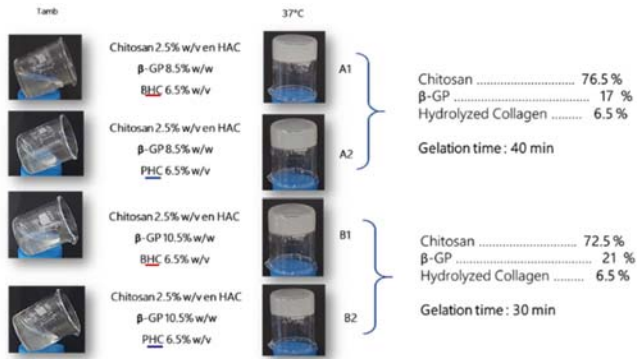 Tamb
37°C
Chitosan 2.5% w/v en HAC
β-GP 8.5% w/w
BHC 6.5% w/v
A1
Chitosan 2.5% w/v en HAC
β-GP 8.5% w/w
PHC 6.5% w/v
A2
Chitosan ........................... 76.5 %
β-GP .................................... 17 %
Hydrolyzed Collagen ......... 6.5 %
Gelation time : 40 min
Chitosan 2.5% w/v en HAC
β-GP 10.5% w/w
BHC 6.5% w/v
B1
Chitosan 2.5% w/v en HAC
β-GP 10.5% w/w
PHC 6.5% w/v
B2
Chitosan ........................... 72.5 %
β-GP .................................... 21 %
Hydrolyzed Collagen ......... 6.5 %
Gelation time : 30 min